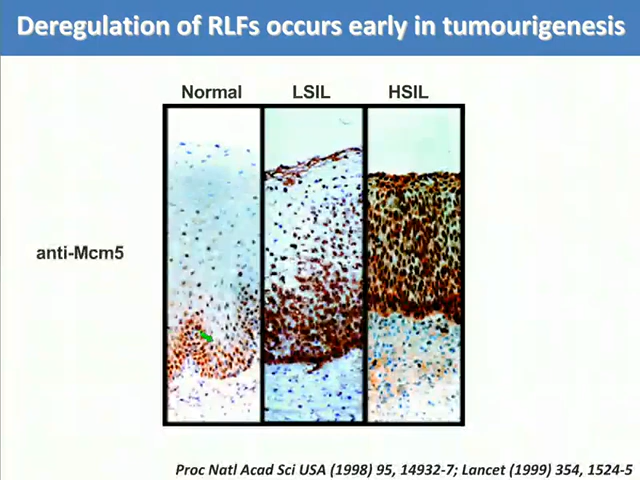 Deregulation of RLFs occurs early in tumourigenesis
Normal LSIL HSIL
anti-Mcm5
Proc Natl Acad Sci USA (1998) 95, 14932-7; Lancet (1999) 354, 1524-5